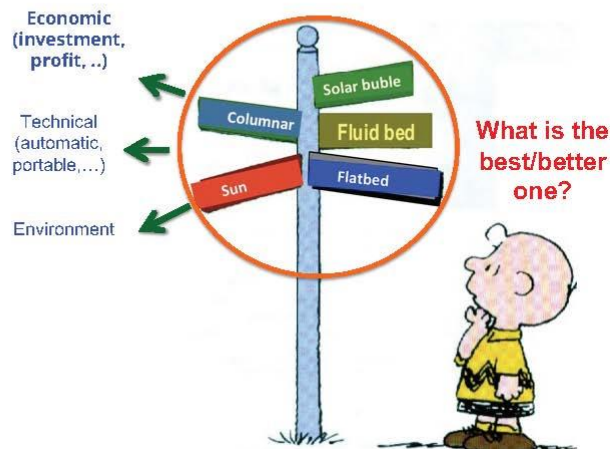 Economic
(investment,
profit, ..)
Technical
(automatic,
portable,...)
Environment
Solar buble
Columnar
Fluid bed
Sun
Flatbed
What is the
best/better
one?